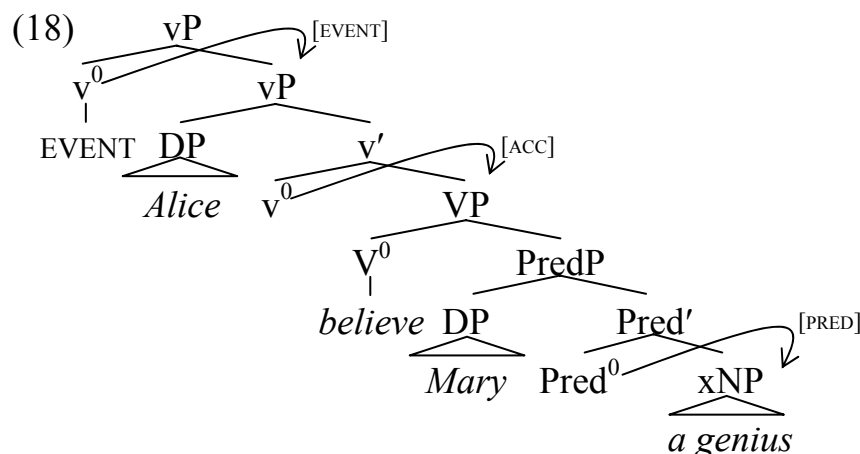 (18) vP [EVENT]
v⁰ vP
EVENT DP v′ [ACC]
Alice v⁰ VP
V⁰ PredP
believe DP Pred′ [PRED]
Mary Pred⁰ xNP
a genius